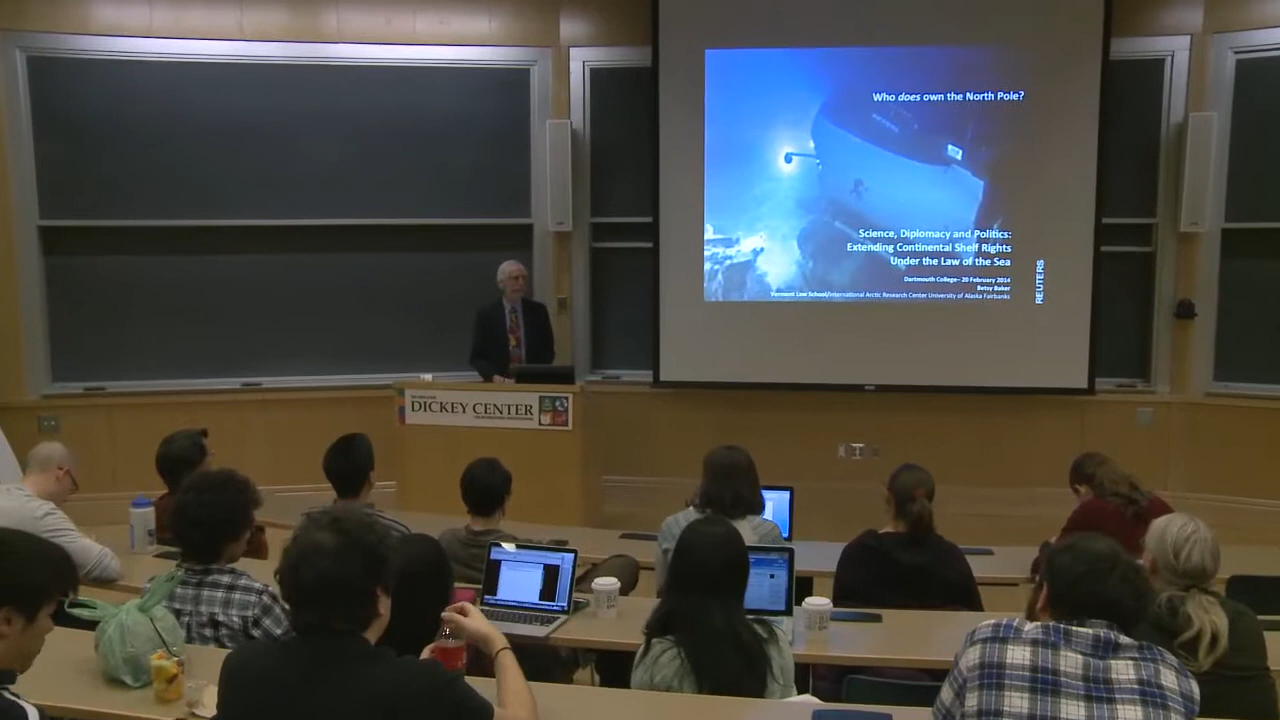 Who does own the North Pole?
Science, Diplomacy and Politics:
Extending Continental Shelf Rights
Under the Law of the Sea
Dartmouth College– 20 February 2014
Betsy Baker
Vermont Law School/International Arctic Research Center University of Alaska Fairbanks
REUTERS
DICKEY CENTER